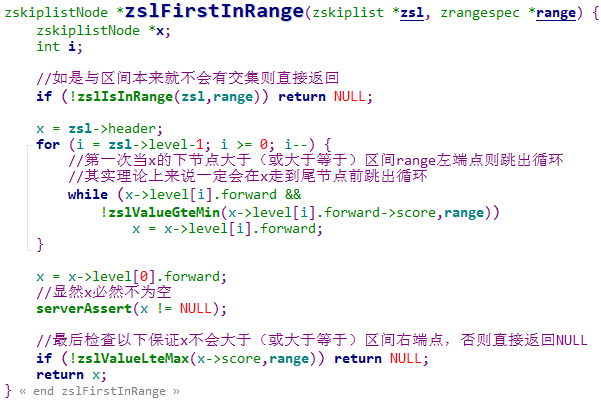 zskiplistNode *zslFirstInRange(zskiplist *zsl, zrangespec *range) {
zskiplistNode *x;
int i;
//如是与区间本来就不会有交集则直接返回
if (!zslIsInRange(zsl,range)) return NULL;
x = zsl->header;
for (i = zsl->level-1; i >= 0; i--) {
//第一次当x的下节点大于（或大于等于）区间range左端点则跳出循环
//其实理论上来说一定会在x走到尾节点前跳出循环
while (x->level[i].forward &&
!zslValueGteMin(x->level[i].forward->score,range))
x = x->level[i].forward;
}
x = x->level[0].forward;
//显然x必然不为空
serverAssert(x != NULL);
//最后检查以下保证x不会大于（或大于等于）区间右端点，否则直接返回NULL
if (!zslValueLteMax(x->score,range)) return NULL;
return x;
} « end zslFirstInRange »